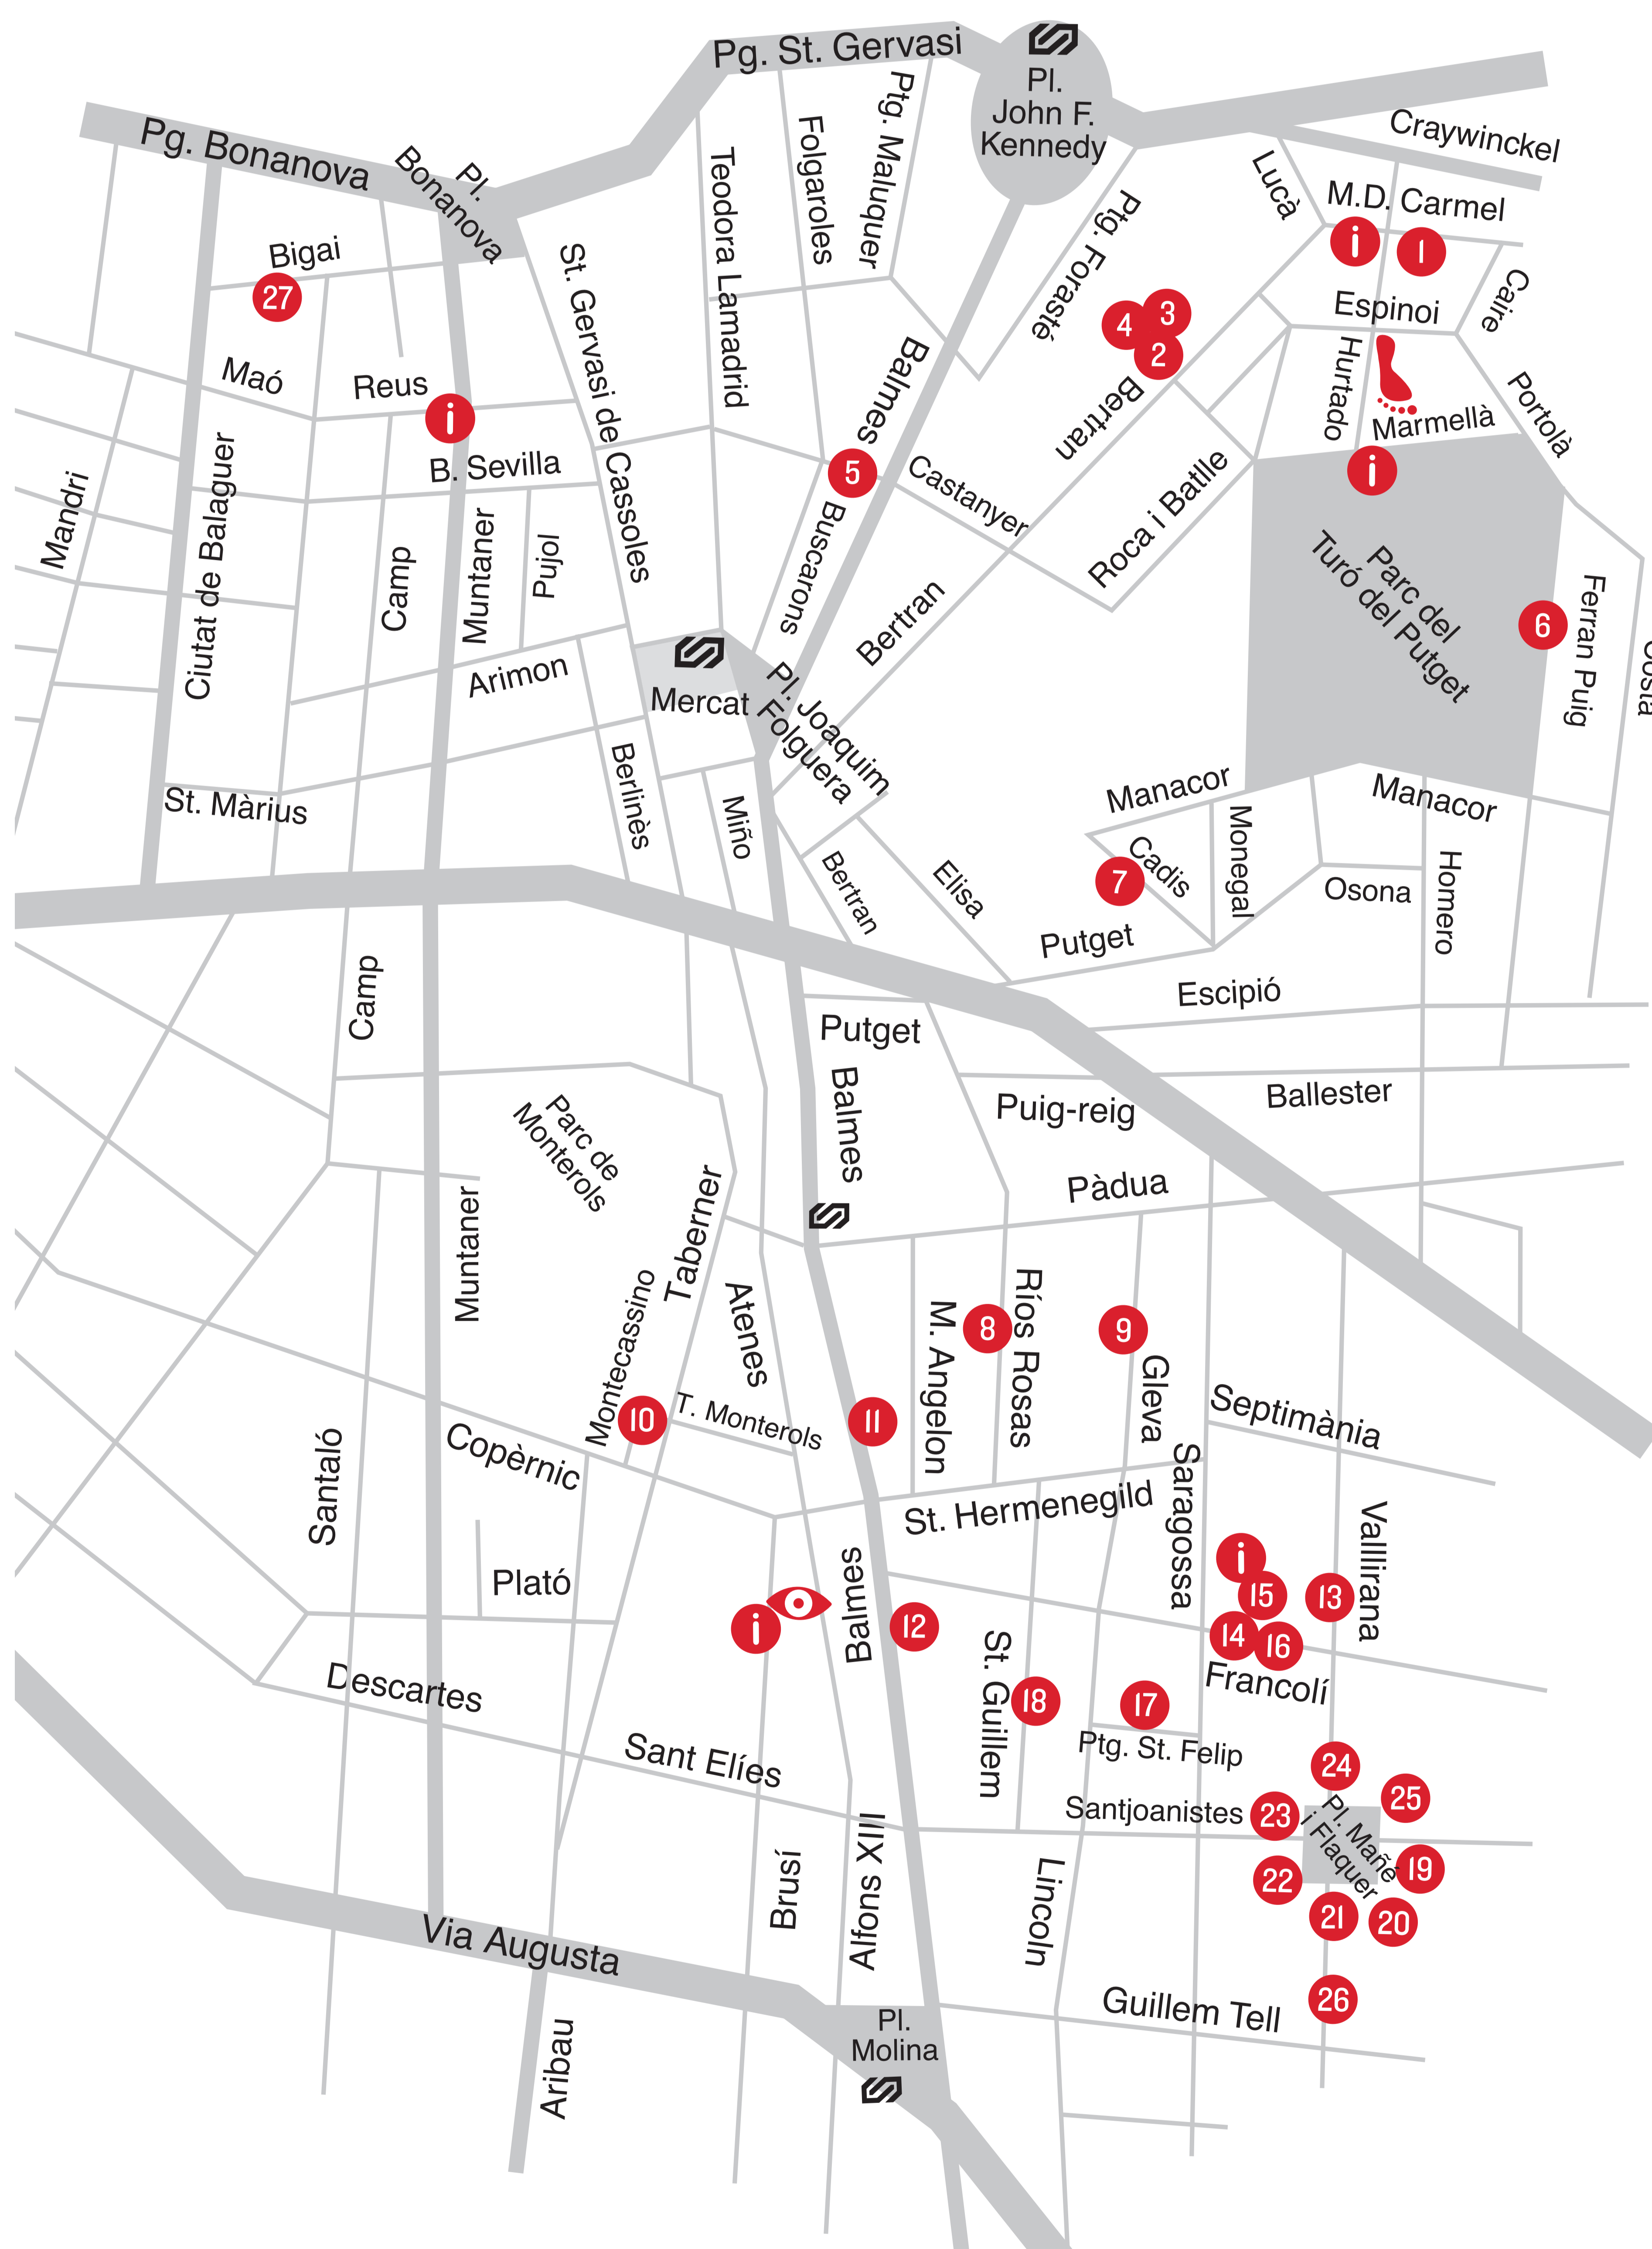 Pg. St. Gervasi
Pl.
John F.
Kennedy
Pg. Bonanova
Pl.
Bonanova
Craywinckel
Lucà
M.D. Carmel
i
1
Bigai
27
St. Gervasi de Cassoles
Teodora Lamadrid
Folgaroles
Ptg. Maluquer
Ptg. Forasté
4
3
2
Espinoi
Caire
Hurtado
Marmellà
Portolà
i
Maó
Reus
i
B. Sevilla
Balmes
5
Castanyer
Bertran
Roca i Batlle
Mandri
Ciutat de Balaguer
Camp
Muntaner
Pujol
Buscarons
Bertran
Parc del
Turó del Putget
6
Ferran Puig
Costa
Arimon
Mercat
Pl. Joaquim
Folguera
St. Màrius
Berlinès
Miño
Bertran
Elisa
Manacor
Cadis
7
Monegal
Manacor
Osona
Homero
Putget
Escipió
Camp
Putget
Balmes
Puig-reig
Ballester
Parc de
Monterols
Pàdua
Muntaner
Taberner
Montecassino
Atenes
M. Angelon
8
Ríos Rosas
9
Gleva
10
T. Monterols
11
Septimània
Santaló
Copèrnic
St. Hermenegild
Saragossa
Vallirana
Plató
i
Balmes
12
i
15
13
14
16
Francolí
St. Guillem
18
17
Ptg. St. Felip
Descartes
Sant Elíes
24
25
Santjoanistes
23
Pl. Mañé
i Flaquer
19
22
21
20
Brusí
Alfons XIII
Lincoln
Via Augusta
26
Guillem Tell
Aribau
Pl.
Molina